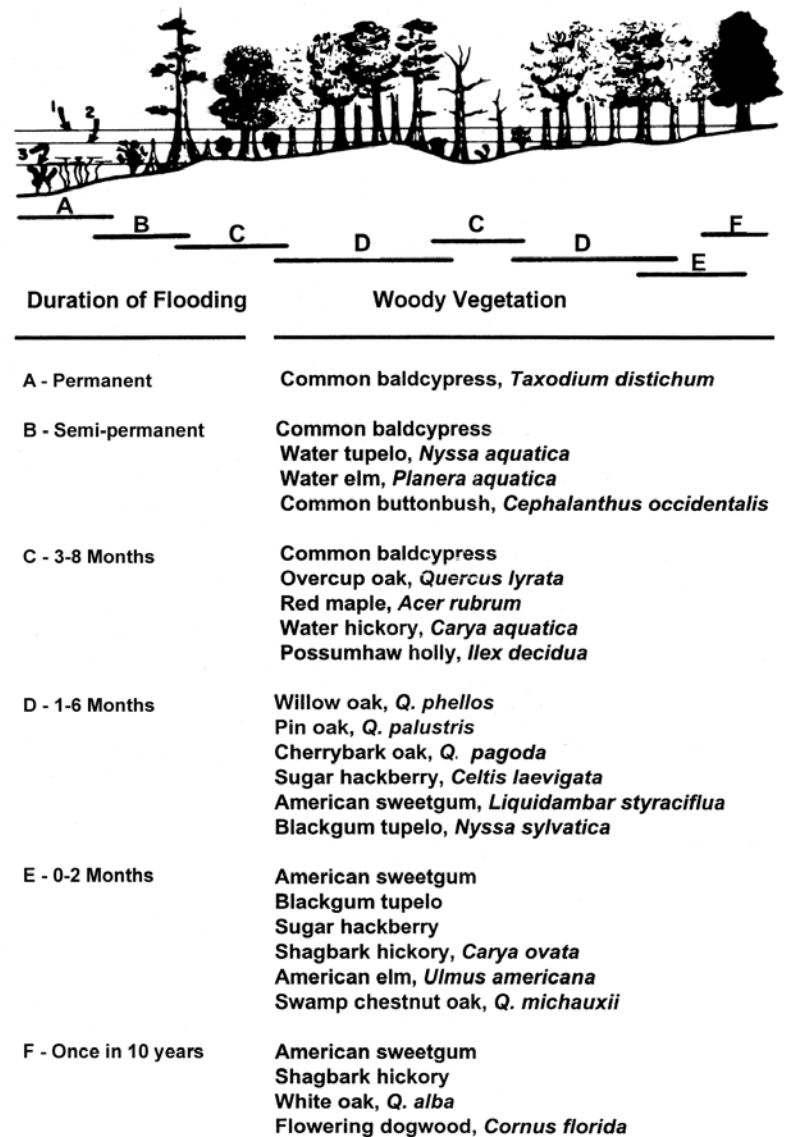 1
2
3
A
B
C
D
C
D
E
F
Duration of Flooding Woody Vegetation
A - Permanent Common baldcypress, Taxodium distichum
B - Semi-permanent Common baldcypress
Water tupelo, Nyssa aquatica
Water elm, Planera aquatica
Common buttonbush, Cephalanthus occidentalis
C - 3-8 Months Common baldcypress
Overcup oak, Quercus lyrata
Red maple, Acer rubrum
Water hickory, Carya aquatica
Possumhaw holly, Ilex decidua
D - 1-6 Months Willow oak, Q. phellos
Pin oak, Q. palustris
Cherrybark oak, Q. pagoda
Sugar hackberry, Celtis laevigata
American sweetgum, Liquidambar styraciflua
Blackgum tupelo, Nyssa sylvatica
E - 0-2 Months American sweetgum
Blackgum tupelo
Sugar hackberry
Shagbark hickory, Carya ovata
American elm, Ulmus americana
Swamp chestnut oak, Q. michauxii
F - Once in 10 years American sweetgum
Shagbark hickory
White oak, Q. alba
Flowering dogwood, Cornus florida